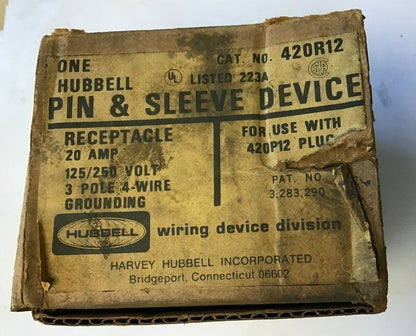 ONE
CAT. NO. 420R12
HUBBELL
UL LISTED 223A
SP
PIN & SLEEVE DEVICE
RECEPTACLE
20 AMP
125/250 VOLT
3 POLE 4-WIRE
GROUNDING
FOR USE WITH
420P12 PLUG
PAT. NO
3,283,290
HUBBELL
wiring device division
HARVEY HUBBELL INCORPORATED
Bridgeport, Connecticut 06602